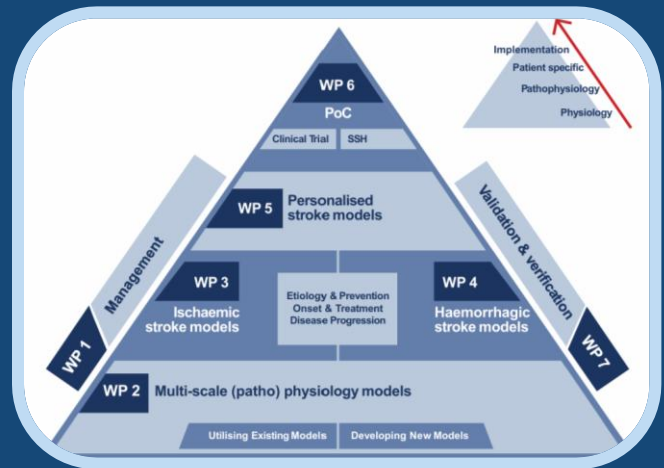 Implementation
Patient specific
Pathophysiology
Physiology
WP 6
PoC
Clinical Trial
SSH
WP 5
Personalised
stroke models
Management
WP 1
Validation & verification
WP 7
WP 3
Ischaemic
stroke models
Etiology & Prevention
Onset & Treatment
Disease Progression
WP 4
Haemorrhagic
stroke models
WP 2
Multi-scale (patho) physiology models
Utilising Existing Models
Developing New Models